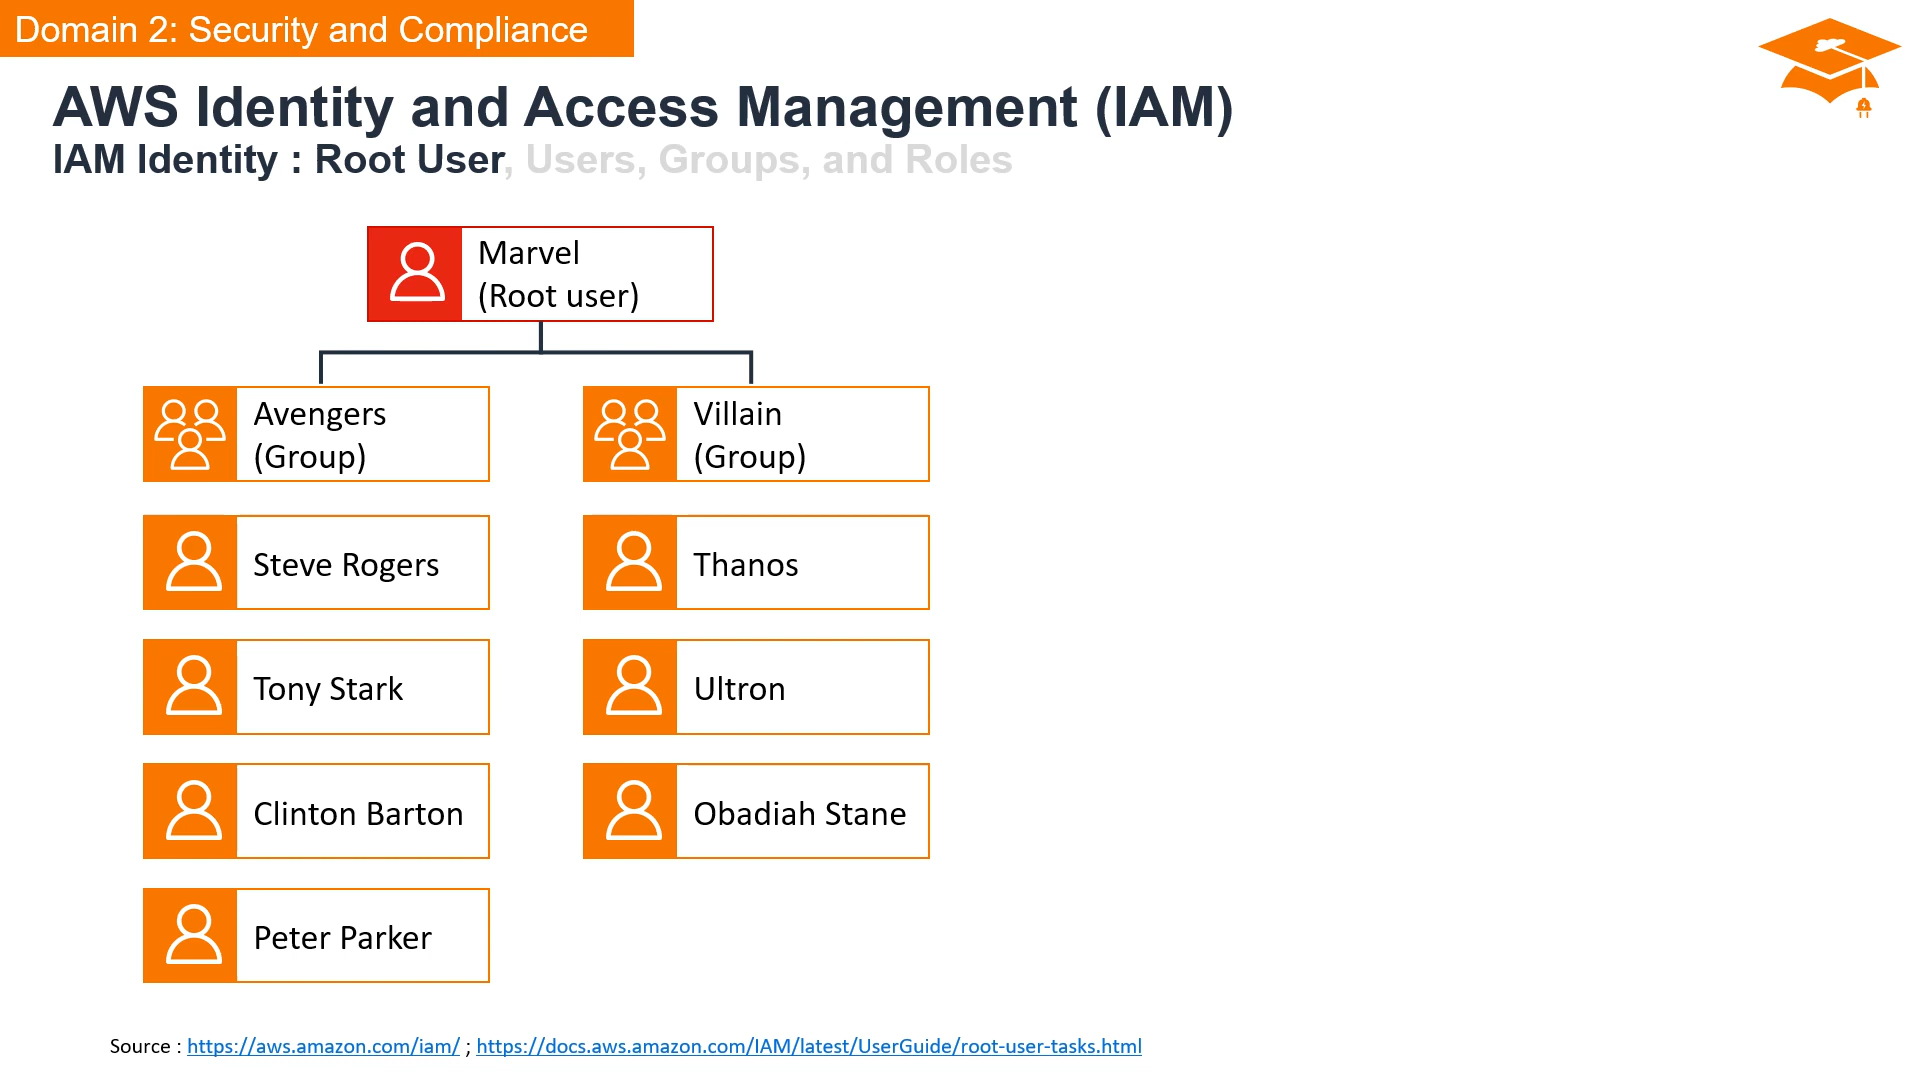 Domain 2: Security and Compliance
AWS Identity and Access Management (IAM)
IAM Identity : Root User, Users, Groups, and Roles
Marvel
(Root user)
Avengers
(Group)
Villain
(Group)
Steve Rogers
Thanos
Tony Stark
Ultron
Clinton Barton
Obadiah Stane
Peter Parker
Source : https://aws.amazon.com/iam/ ; https://docs.aws.amazon.com/IAM/latest/UserGuide/root-user-tasks.html